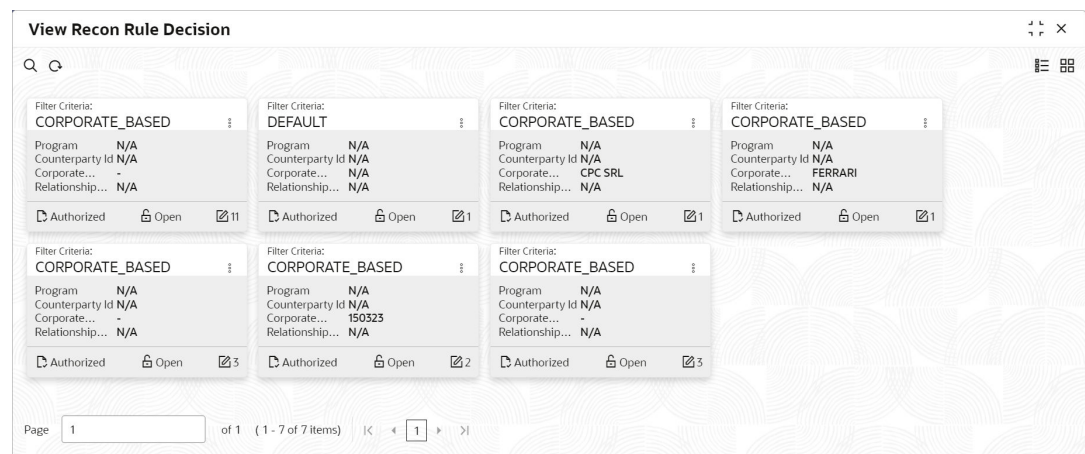 View Recon Rule Decision
Filter Criteria:
CORPORATE_BASED
Program N/A
Counterparty Id N/A
Corporate... -
Relationship... N/A
Authorized Open 11
Filter Criteria:
DEFAULT
Program N/A
Counterparty Id N/A
Corporate... N/A
Relationship... N/A
Authorized Open 1
Filter Criteria:
CORPORATE_BASED
Program N/A
Counterparty Id N/A
Corporate... CPC SRL
Relationship... N/A
Authorized Open 1
Filter Criteria:
CORPORATE_BASED
Program N/A
Counterparty Id N/A
Corporate... FERRARI
Relationship... N/A
Authorized Open 1
Filter Criteria:
CORPORATE_BASED
Program N/A
Counterparty Id N/A
Corporate... -
Relationship... N/A
Authorized Open 3
Filter Criteria:
CORPORATE_BASED
Program N/A
Counterparty Id N/A
Corporate... 150323
Relationship... N/A
Authorized Open 2
Filter Criteria:
CORPORATE_BASED
Program N/A
Counterparty Id N/A
Corporate... -
Relationship... N/A
Authorized Open 3
Page 1 of 1 ( 1 - 7 of 7 items) 1